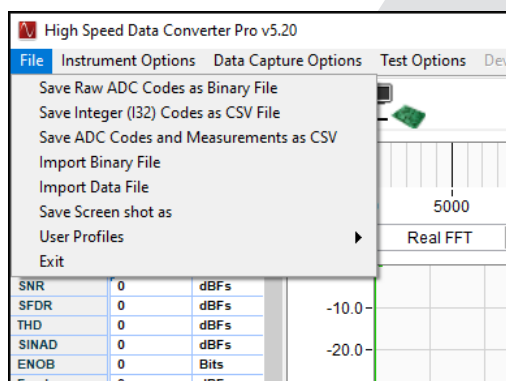 High Speed Data Converter Pro v5.20
File Instrument Options Data Capture Options Test Options
Save Raw ADC Codes as Binary File
Save Integer (I32) Codes as CSV File
Save ADC Codes and Measurements as CSV
Import Binary File
Import Data File
Save Screen shot as
User Profiles
Exit
5000
Real FFT
SNR 0 dBFs
SFDR 0 dBFs
THD 0 dBFs
SINAD 0 dBFs
ENOB 0 Bits
-10.0
-20.0